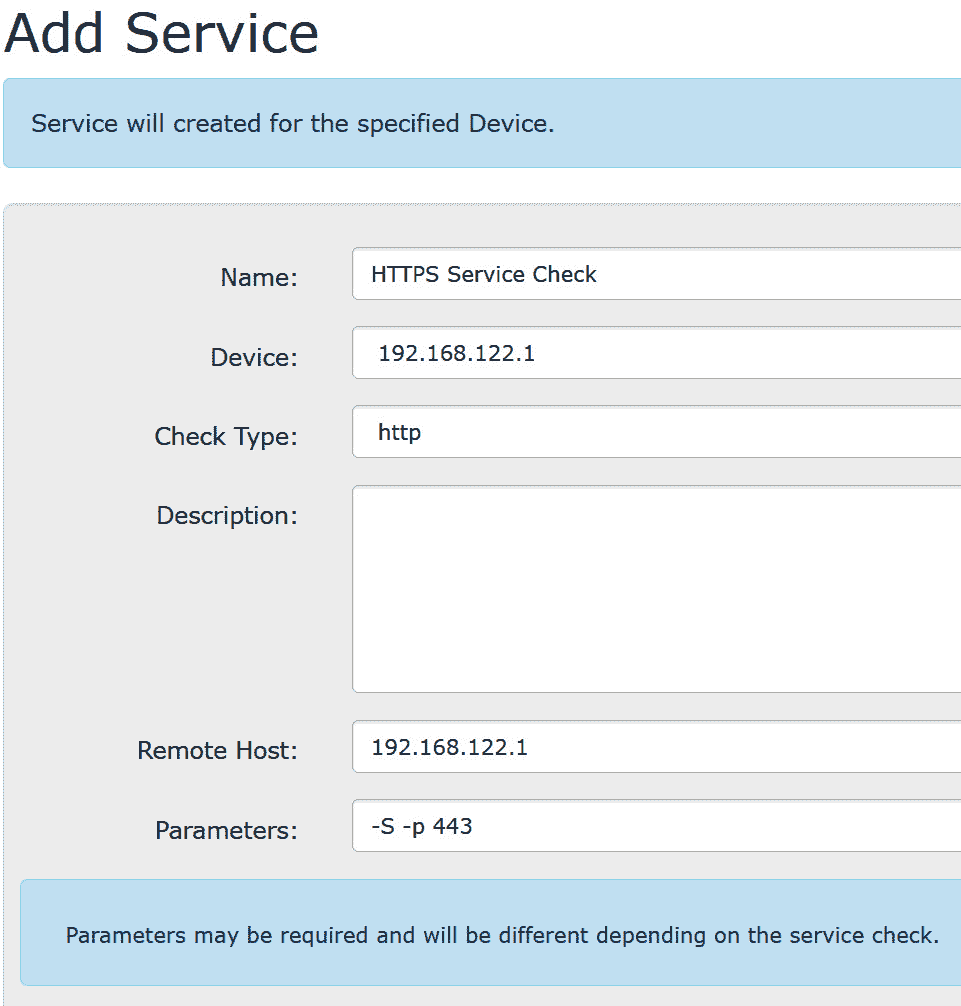 Add Service
Service will created for the specified Device.
Name: HTTPS Service Check
Device: 192.168.122.1
Check Type: http
Description:
Remote Host: 192.168.122.1
Parameters: -S -p 443
Parameters may be required and will be different depending on the service check.